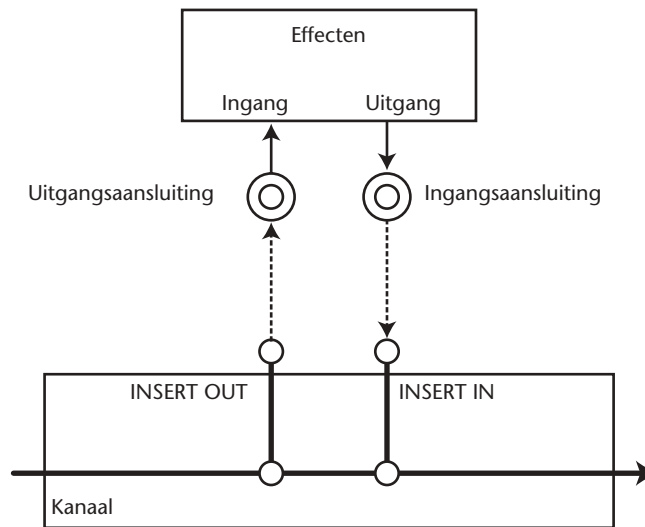 Effecten
Ingang
Uitgang
Uitgangsaansluiting
Ingangsaansluiting
INSERT OUT
INSERT IN
Kanaal